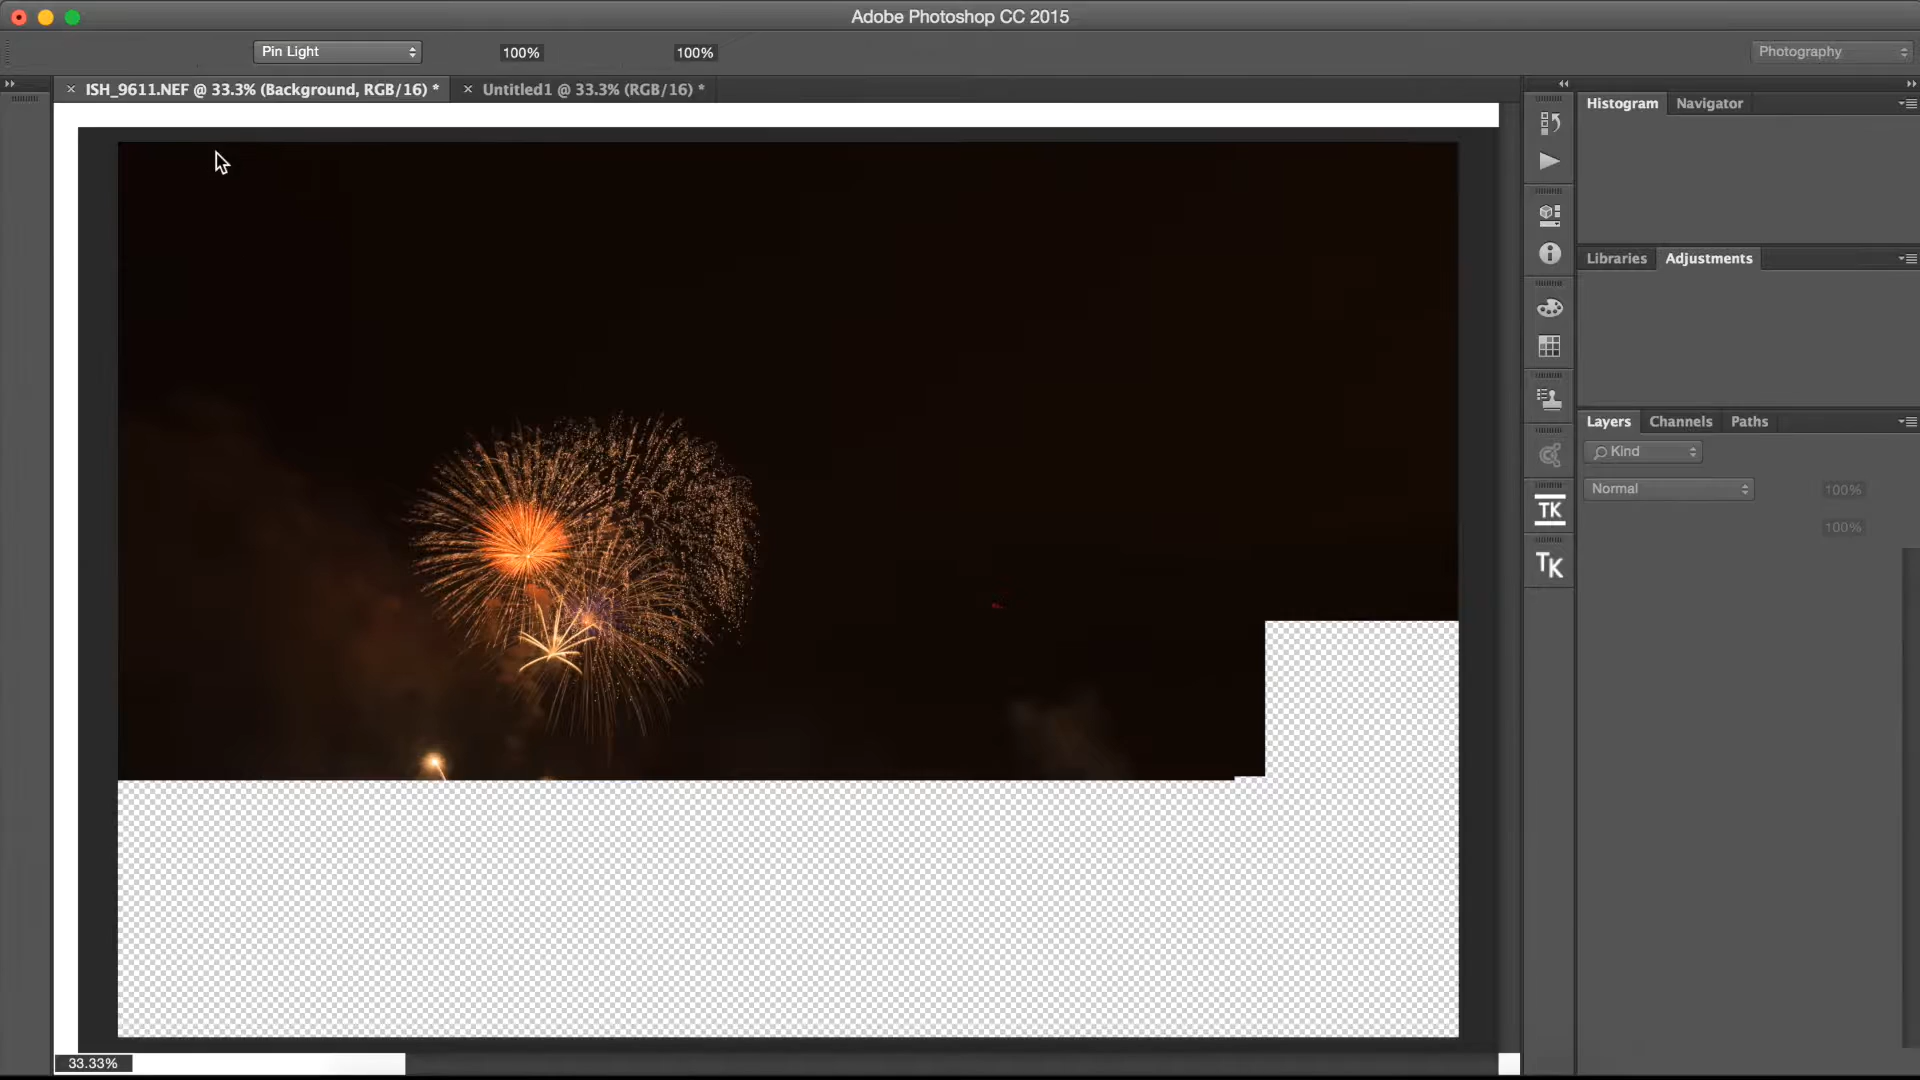 Adobe Photoshop CC 2015
Pin Light 100% 100% Photography
ISH_9611.NEF @ 33.3% (Background, RGB/16) * Untitled1 @ 33.3% (RGB/16) *
Histogram Navigator
Libraries Adjustments
Layers Channels Paths
Kind
Normal 100%
100%
TK
TK
33.33%